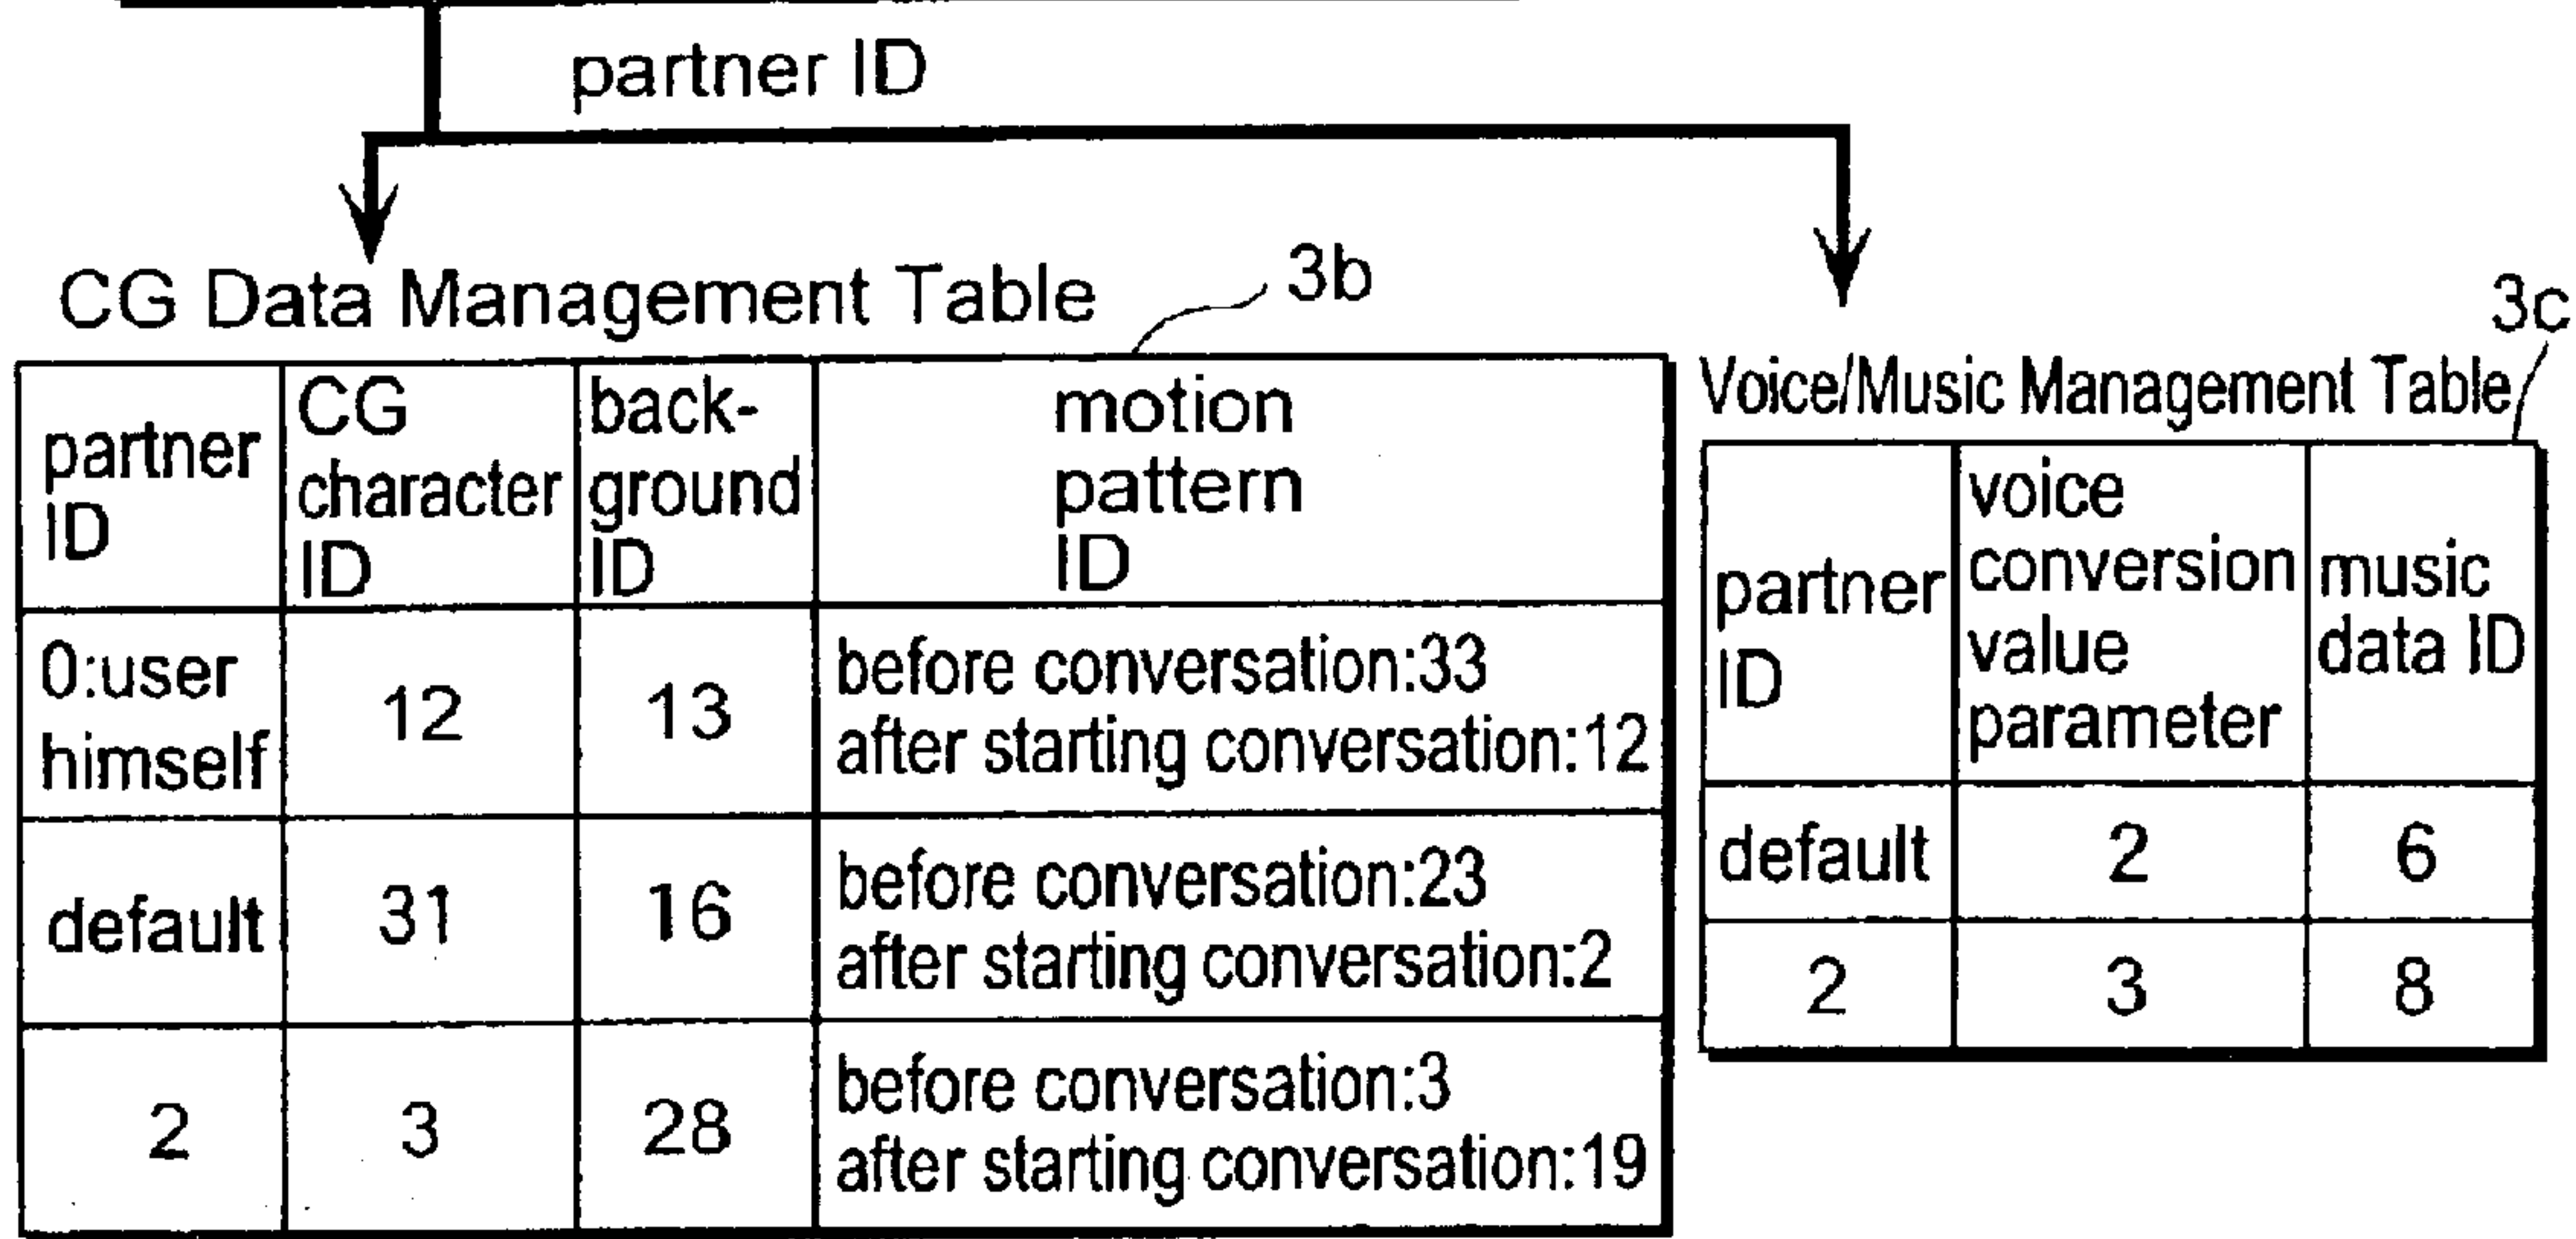 partner ID
CG Data Management Table
3b
partner
ID
CG
character
ID
back-
ground
ID
motion
pattern
ID
0:user
himself
12
13
before conversation:33
after starting conversation:12
default
31
16
before conversation:23
after starting conversation:2
2
3
28
before conversation:3
after starting conversation:19
3c
Voice/Music Management Table
partner
ID
voice
conversion
value
parameter
music
data ID
default
2
6
2
3
8